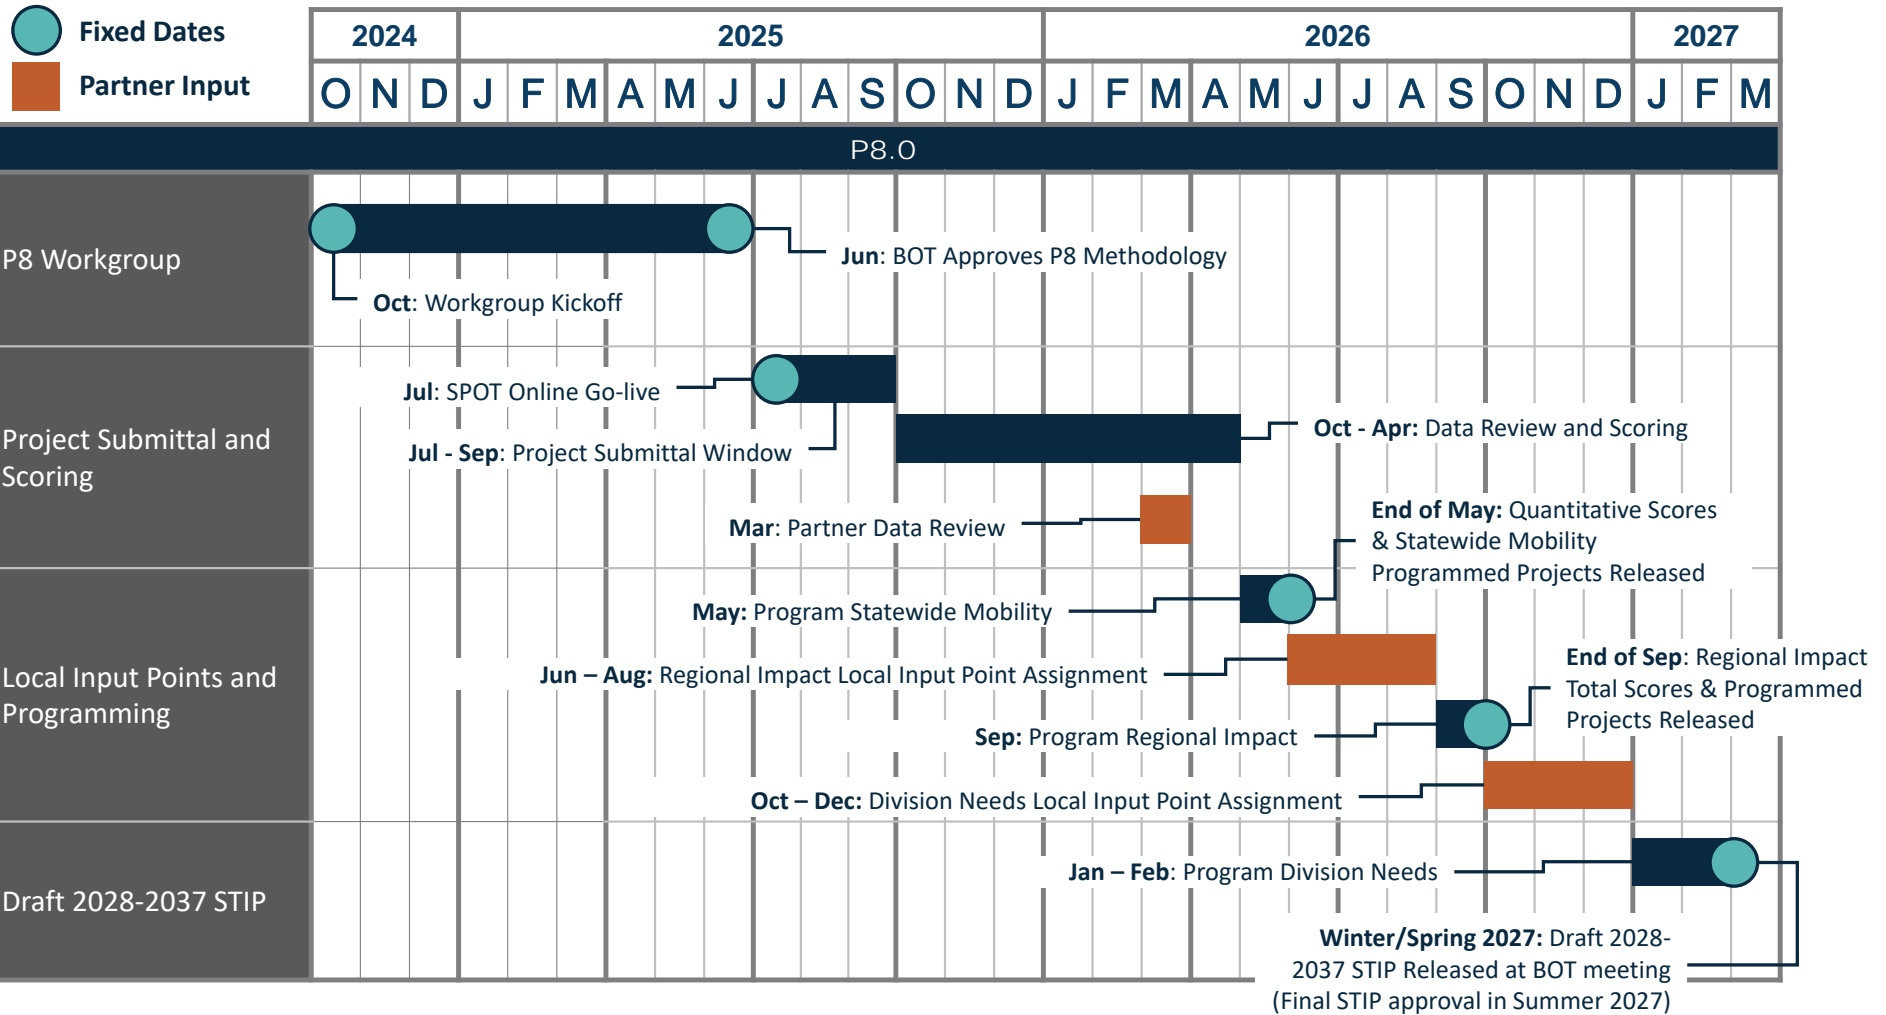 Fixed Dates
Partner Input
2024 2025 2026 2027
O N D J F M A M J J A S O N D J F M A M J J A S O N D J F M
P8.0
P8 Workgroup
Jun: BOT Approves P8 Methodology
Oct: Workgroup Kickoff
Project Submittal and
Scoring
Jul: SPOT Online Go-live
Jul - Sep: Project Submittal Window
Oct - Apr: Data Review and Scoring
Mar: Partner Data Review
End of May: Quantitative Scores
& Statewide Mobility
Programmed Projects Released
Local Input Points and
Programming
May: Program Statewide Mobility
Jun – Aug: Regional Impact Local Input Point Assignment
End of Sep: Regional Impact
Total Scores & Programmed
Projects Released
Sep: Program Regional Impact
Oct – Dec: Division Needs Local Input Point Assignment
Draft 2028-2037 STIP
Jan – Feb: Program Division Needs
Winter/Spring 2027: Draft 2028-
2037 STIP Released at BOT meeting
(Final STIP approval in Summer 2027)